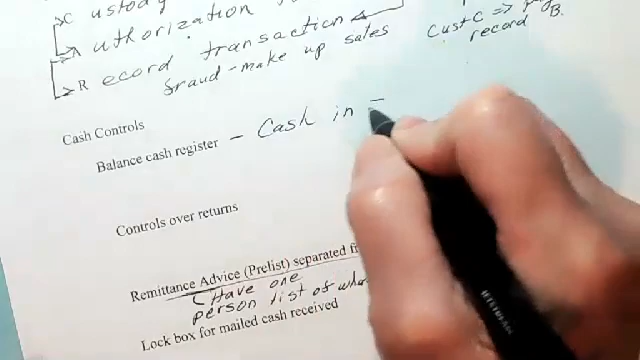 C ustody
A uthorization
R ecord transaction
fraud - make up sales
Cust C => B.
record
Cash Controls
Balance cash register - Cash in
Controls over returns
Remittance Advice (Prelist) separated
Have one
person list of
Lock box for mailed cash received